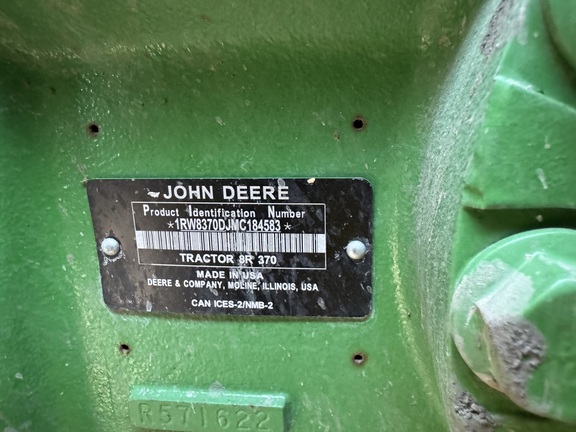 JOHN DEERE
Product Identification Number
*1RW8370DJMC184583*
TRACTOR 8R 370
MADE IN USA
DEERE & COMPANY, MOLINE, ILLINOIS, USA
CAN ICES-2/NMB-2
R571622